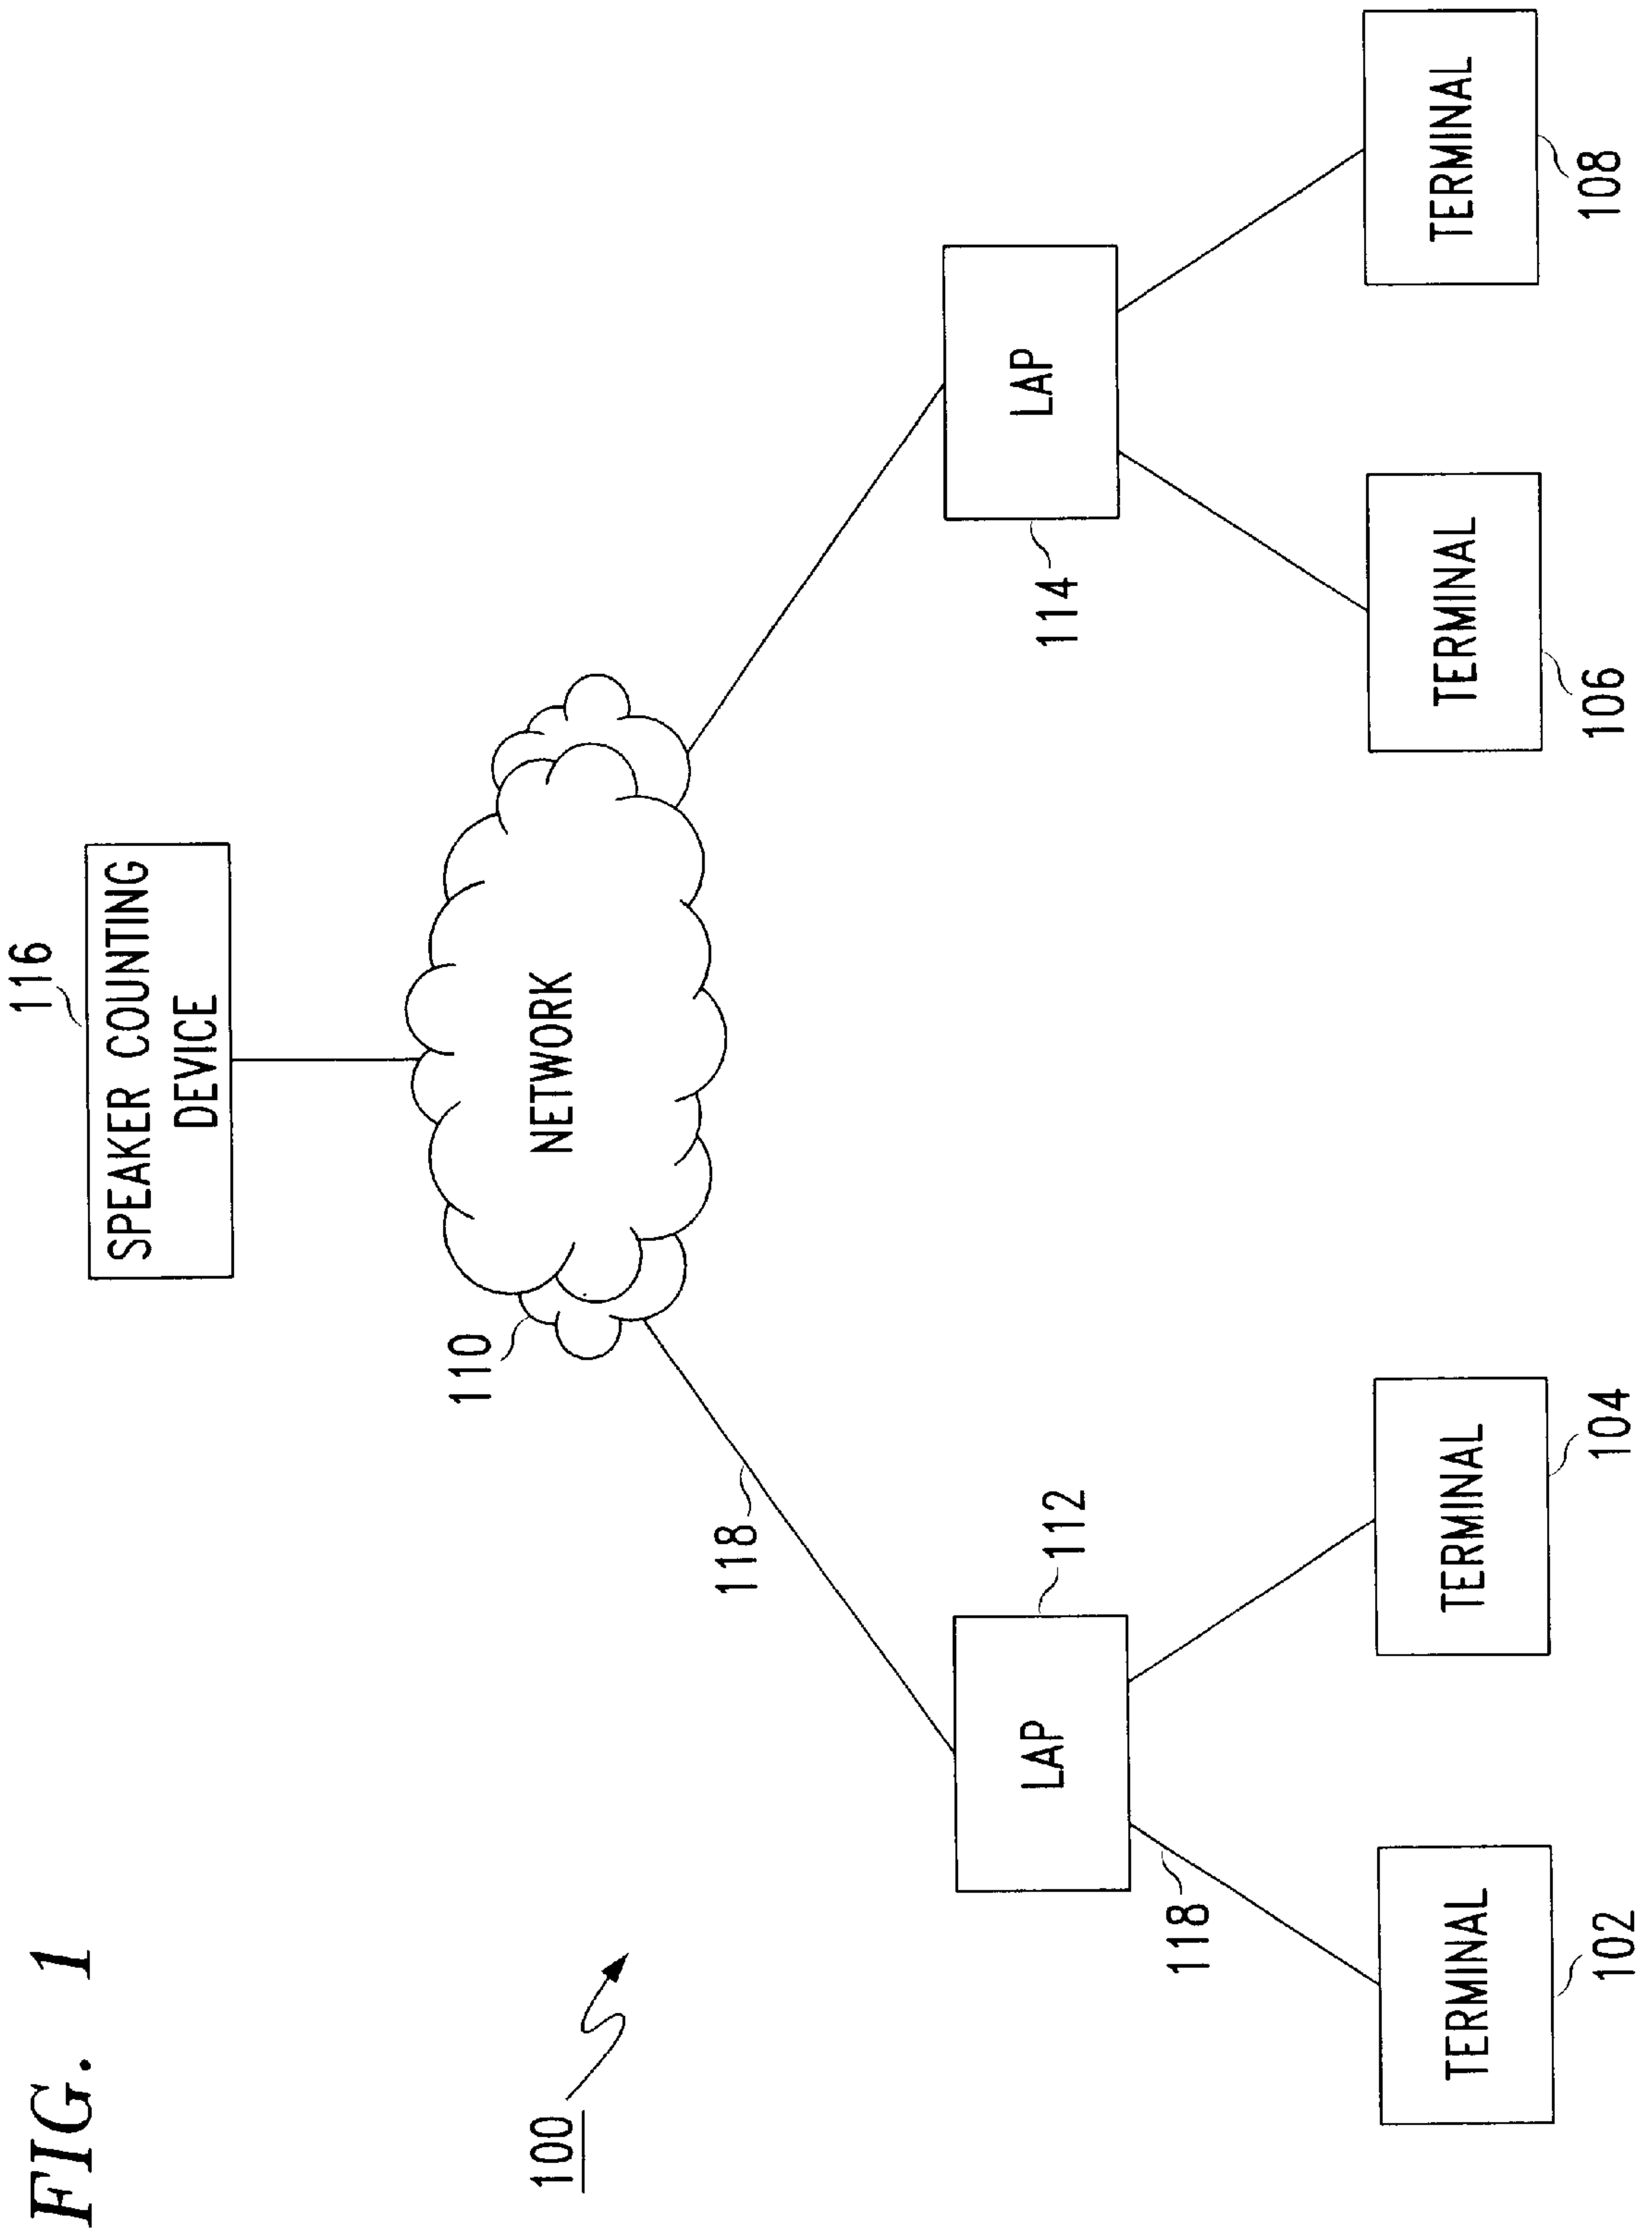 FIG. 1
100
116
SPEAKER COUNTING
DEVICE
110
NETWORK
118
LAP
112
114
LAP
118
TERMINAL
102
TERMINAL
104
TERMINAL
106
TERMINAL
108